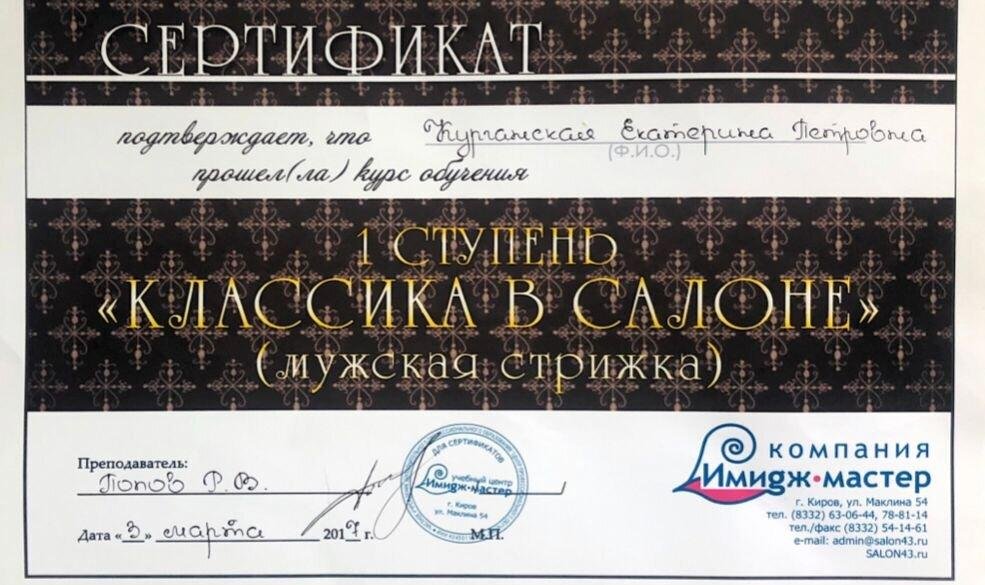 СЕРТИФИКАТ
подтверждает, что Курганская Екатерина Петровна
(Ф.И.О.)
прошел(ла) курс обучения
1 СТУПЕНЬ
«КЛАССИКА В САЛОНЕ»
(мужская стрижка)
Преподаватель:
Попов Р.В.
Дата «3» марта 2017 г.
М.П.
ДЛЯ СЕРТИФИКАТОВ
учебный центр
Имидж-мастер
г. Киров
ул. Маклина 54
компания
Имидж•мастер
г. Киров, ул. Маклина 54
тел. (8332) 63-06-44, 78-81-14
тел./факс (8332) 54-14-61
e-mail: admin@salon43.ru
SALON43.ru